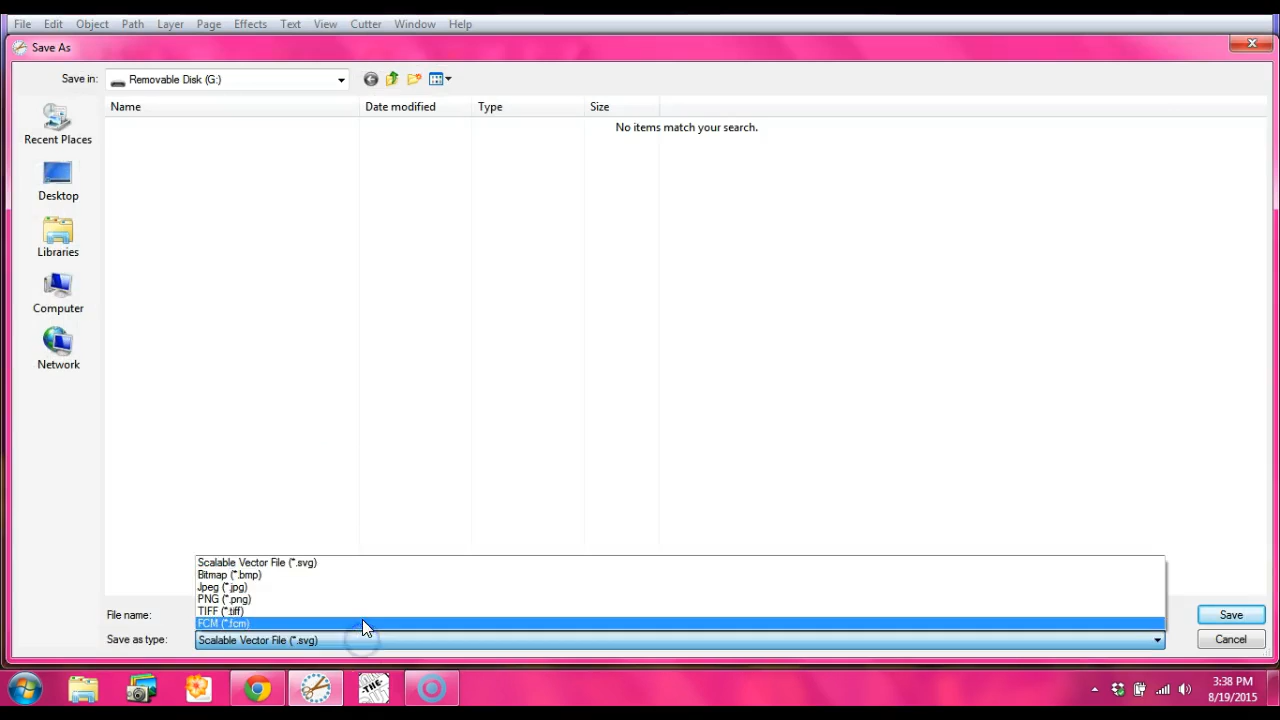 File Edit Object Path Layer Page Effects Text View Cutter Window Help
Save As
Save in: Removable Disk (G:)
Name Date modified Type Size
No items match your search.
Recent Places
Desktop
Libraries
Computer
Network
Scalable Vector File (*.svg)
Bitmap (*.bmp)
Jpeg (*.jpg)
PNG (*.png)
TIFF (*.tiff)
FCM (*.fcm)
File name: Save
Save as type: Scalable Vector File (*.svg) Cancel
THE
3:38 PM
8/19/2015